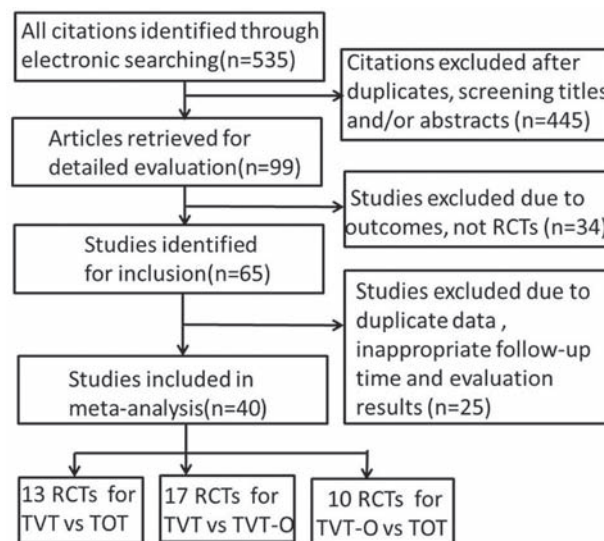 All citations identified through
electronic searching(n=535)
Citations excluded after
duplicates, screening titles
and/or abstracts (n=445)
Articles retrieved for
detailed evaluation(n=99)
Studies excluded due to
outcomes, not RCTs (n=34)
Studies identified
for inclusion(n=65)
Studies excluded due to
duplicate data ,
inappropriate follow-up
time and evaluation
results (n=25)
Studies included in
meta-analysis(n=40)
13 RCTs for
TVT vs TOT
17 RCTs for
TVT vs TVT-O
10 RCTs for
TVT-O vs TOT